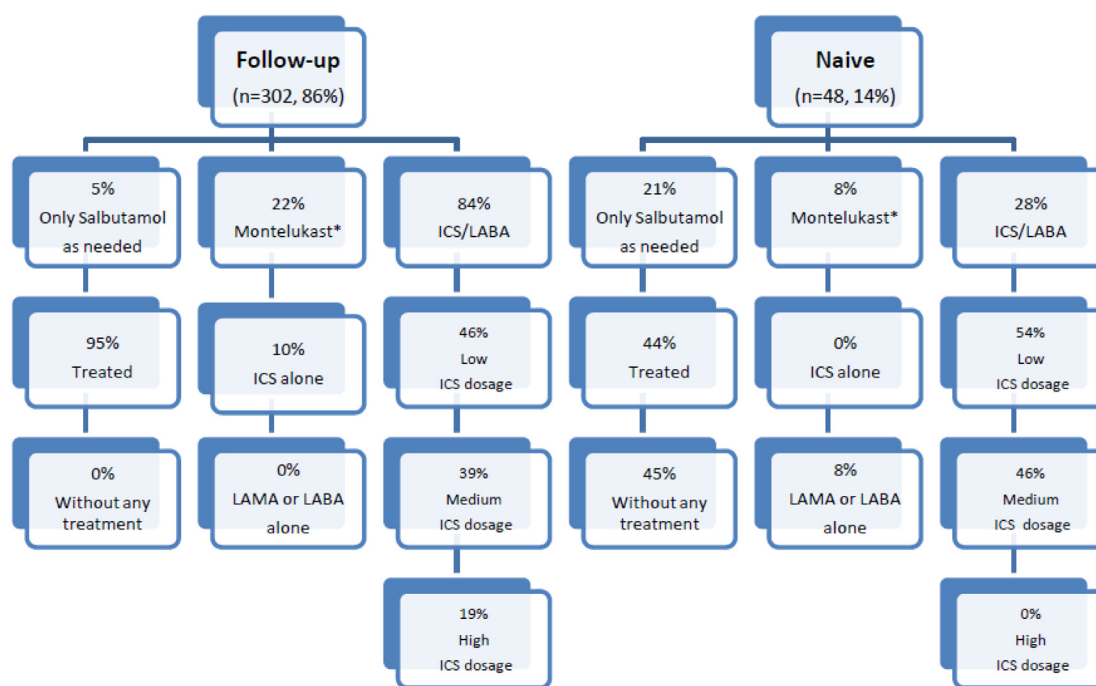 Follow-up
(n=302, 86%)
5%
Only Salbutamol
as needed
95%
Treated
0%
Without any
treatment
22%
Montelukast*
10%
ICS alone
0%
LAMA or LABA
alone
84%
ICS/LABA
46%
Low
ICS dosage
39%
Medium
ICS dosage
19%
High
ICS dosage
Naive
(n=48, 14%)
21%
Only Salbutamol
as needed
44%
Treated
45%
Without any
treatment
8%
Montelukast*
0%
ICS alone
8%
LAMA or LABA
alone
28%
ICS/LABA
54%
Low
ICS dosage
46%
Medium
ICS dosage
0%
High
ICS dosage